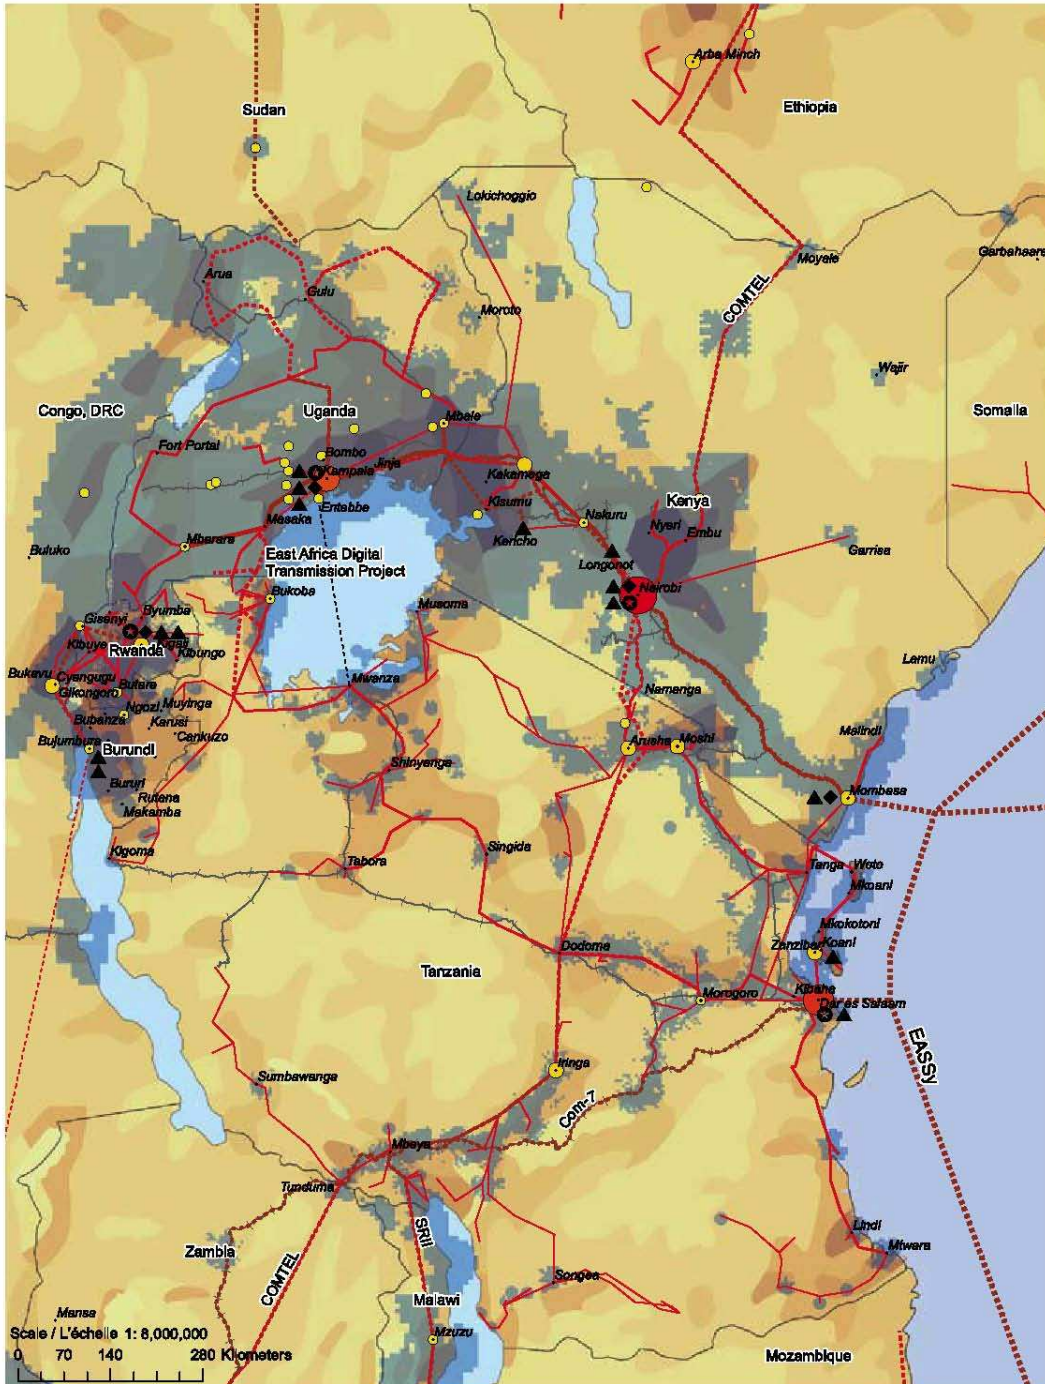 Arba Minch
Sudan
Ethiopia
Lokichoggio
Moyale
Garbahaare
Arua
Gulu
COMTEL
Moroto
Wajir
Congo, DRC
Uganda
Somalia
Mbale
Fort Portal
Bombo
Kampala
Jinja
Kakamega
Kenya
Entebbe
Kisumu
Masaka
Nakuru
Nyeri
Embu
Mbarara
Kericho
Garrisa
Buluko
East Africa Digital
Transmission Project
Longonot
Nairobi
Bukoba
Musoma
Gisenyi
Byumba
Kibuye
Kigali
Rwanda
Kibungo
Lamu
Bukavu
Cyangugu
Gikongoro
Butare
Mwanza
Namanga
Ngozi
Muyinga
Bubanza
Karusi
Cankuzo
Malindi
Bujumbura
Burundi
Arusha
Moshi
Shinyanga
Mombasa
Bururi
Rutana
Makamba
Kigoma
Tabora
Singida
Tanga
Wete
Mkoani
Mkokotoni
Zanzibar
Koani
Dodoma
Tanzania
Morogoro
Kibaha
Dar es Salaam
EASSy
Iringa
Sumbawanga
Com-7
Mbeya
Tunduma
SRII
Lindi
Zambia
Mtwara
COMTEL
Songea
Malawi
Mansa
Mzuzu
Scale / L'échelle 1: 8,000,000
0 70 140 280 Kilometers
Mozambique